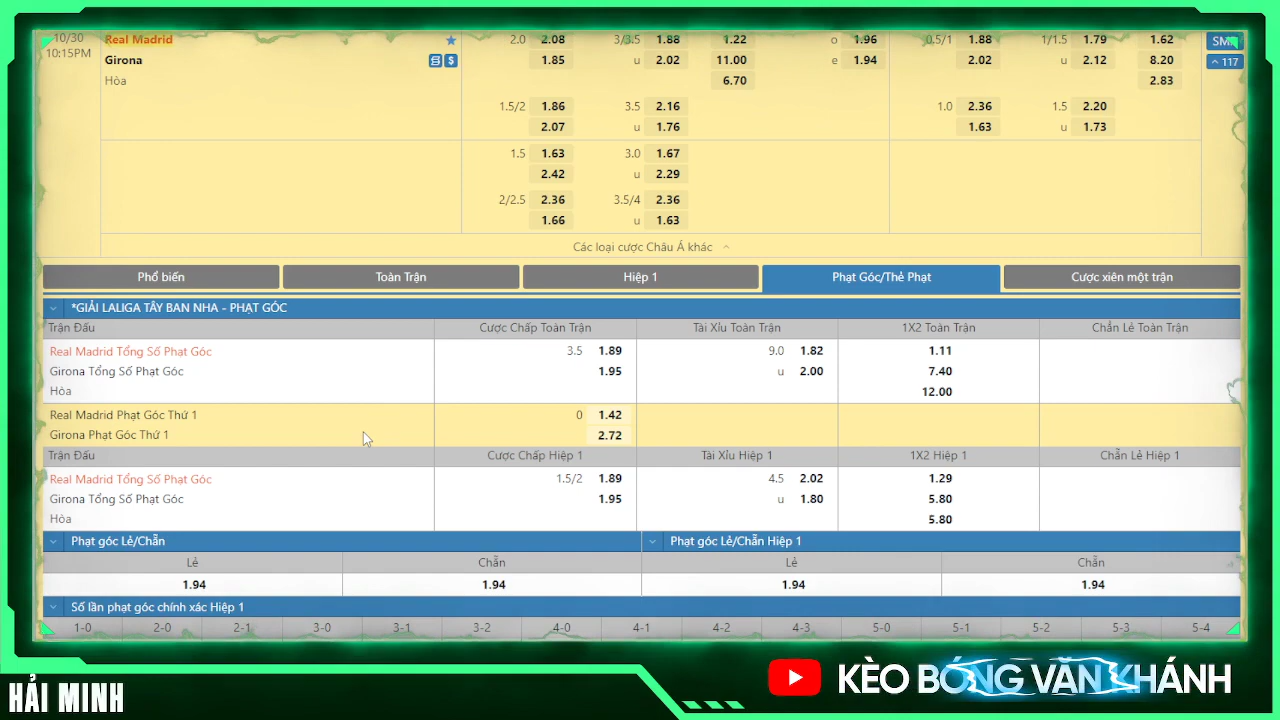 10/30 Real Madrid 2.0 2.08 3/3.5 1.88 1.22 o 1.96 0.5/1 1.88 1/1.5 1.79 1.62
10:15PM Girona $ 1.85 u 2.02 11.00 e 1.94 2.02 u 2.12 8.20 117
Hòa 6.70 2.83
1.5/2 1.86 3.5 2.16 1.0 2.36 1.5 2.20
2.07 u 1.76 1.63 u 1.73
1.5 1.63 3.0 1.67
2.42 u 2.29
2/2.5 2.36 3.5/4 2.36
1.66 u 1.63
Các loại cược Châu Á khác
Phổ biến Toàn Trận Hiệp 1 Phạt Góc/Thẻ Phạt Cược xiên một trận
*GIẢI LALIGA TÂY BAN NHA - PHẠT GÓC
Trận Đấu Cược Chấp Toàn Trận Tài Xỉu Toàn Trận 1X2 Toàn Trận Chẵn Lẻ Toàn Trận
Real Madrid Tổng Số Phạt Góc 3.5 1.89 9.0 1.82 1.11
Girona Tổng Số Phạt Góc 1.95 u 2.00 7.40
Hòa 12.00
Real Madrid Phạt Góc Thứ 1 0 1.42
Girona Phạt Góc Thứ 1 2.72
Trận Đấu Cược Chấp Hiệp 1 Tài Xỉu Hiệp 1 1X2 Hiệp 1 Chẵn Lẻ Hiệp 1
Real Madrid Tổng Số Phạt Góc 1.5/2 1.89 4.5 2.02 1.29
Girona Tổng Số Phạt Góc 1.95 u 1.80 5.80
Hòa 5.80
Phạt góc Lẻ/Chẵn Phạt góc Lẻ/Chẵn Hiệp 1
Lẻ Chẵn Lẻ Chẵn
1.94 1.94 1.94 1.94
Số lần phạt góc chính xác Hiệp 1
1-0 2-0 2-1 3-0 3-1 3-2 4-0 4-1 4-2 4-3 5-0 5-1 5-2 5-3 5-4
KÈO BÓNG VĂN KHÁNH
HẢI MINH